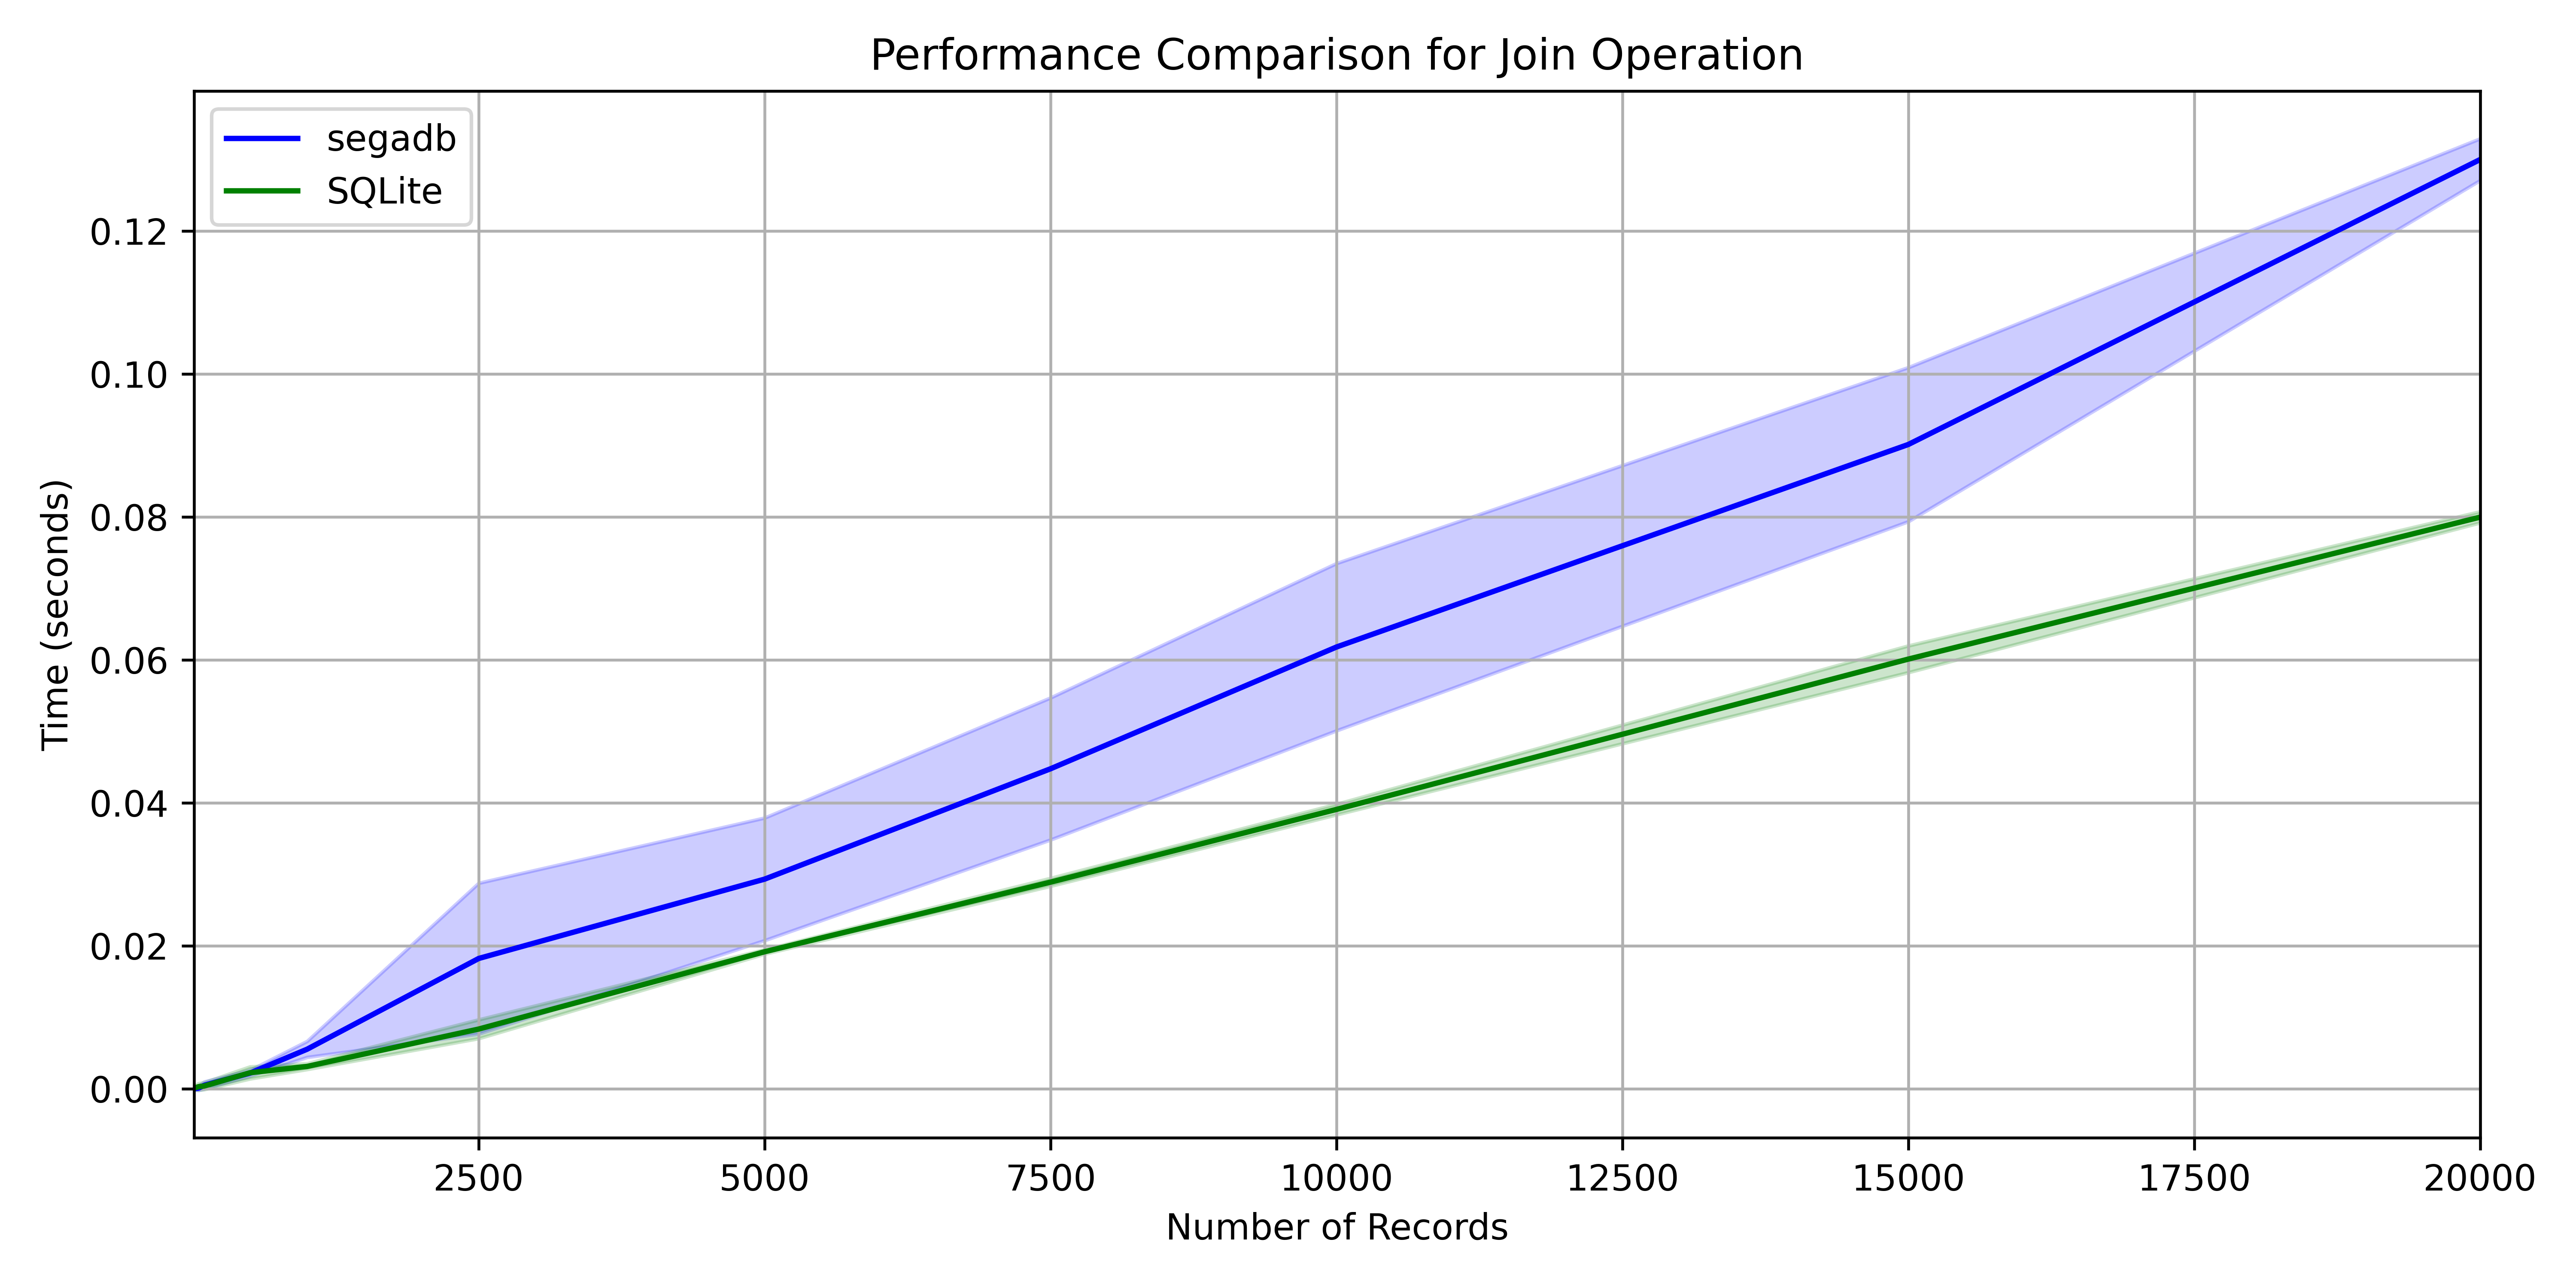 Performance Comparison for Join Operation
segadb
SQLite
0.12
0.10
0.08
0.06
0.04
0.02
0.00
Time (seconds)
2500 5000 7500 10000 12500 15000 17500 20000
Number of Records